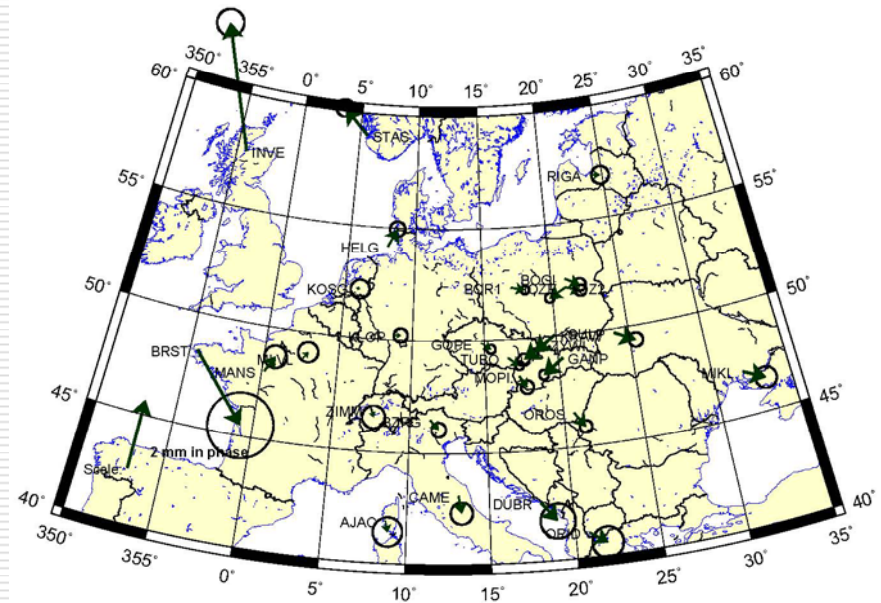 350° 355° 0° 5° 10° 15° 20° 25° 30° 35°
60° 60°
STAS
INVE
RIGA
55° 55°
HELG
BOGI
KOSG BOR1
50° 50°
KLOP GOPE
BRST TUBO GANP
MANS MOPI MIKL
45° 45°
ZIMM OROS
BZRG
2 mm in phase
Scale:
CAME DUBR
40° 40°
AJAC ORID
350° 355° 0° 5° 10° 15° 20° 25° 30° 35°